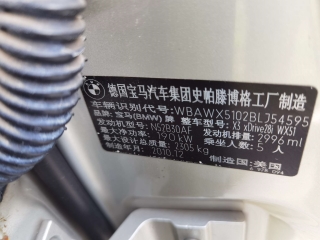 德国宝马汽车集团史帕滕博格工厂制造
车辆识别代号: WBAWX5102BLJ54595
品牌: 宝马(BMW) 牌 整车型号: X3 xDrive28i WX51
发动机型号: N52B30AF 发动机排量: 2996 ml
最大净功率: 190 kW 乘坐人数: 5 人
最大设计总质量: 2305 kg
制造年月: 2010.12 制造国: 美国